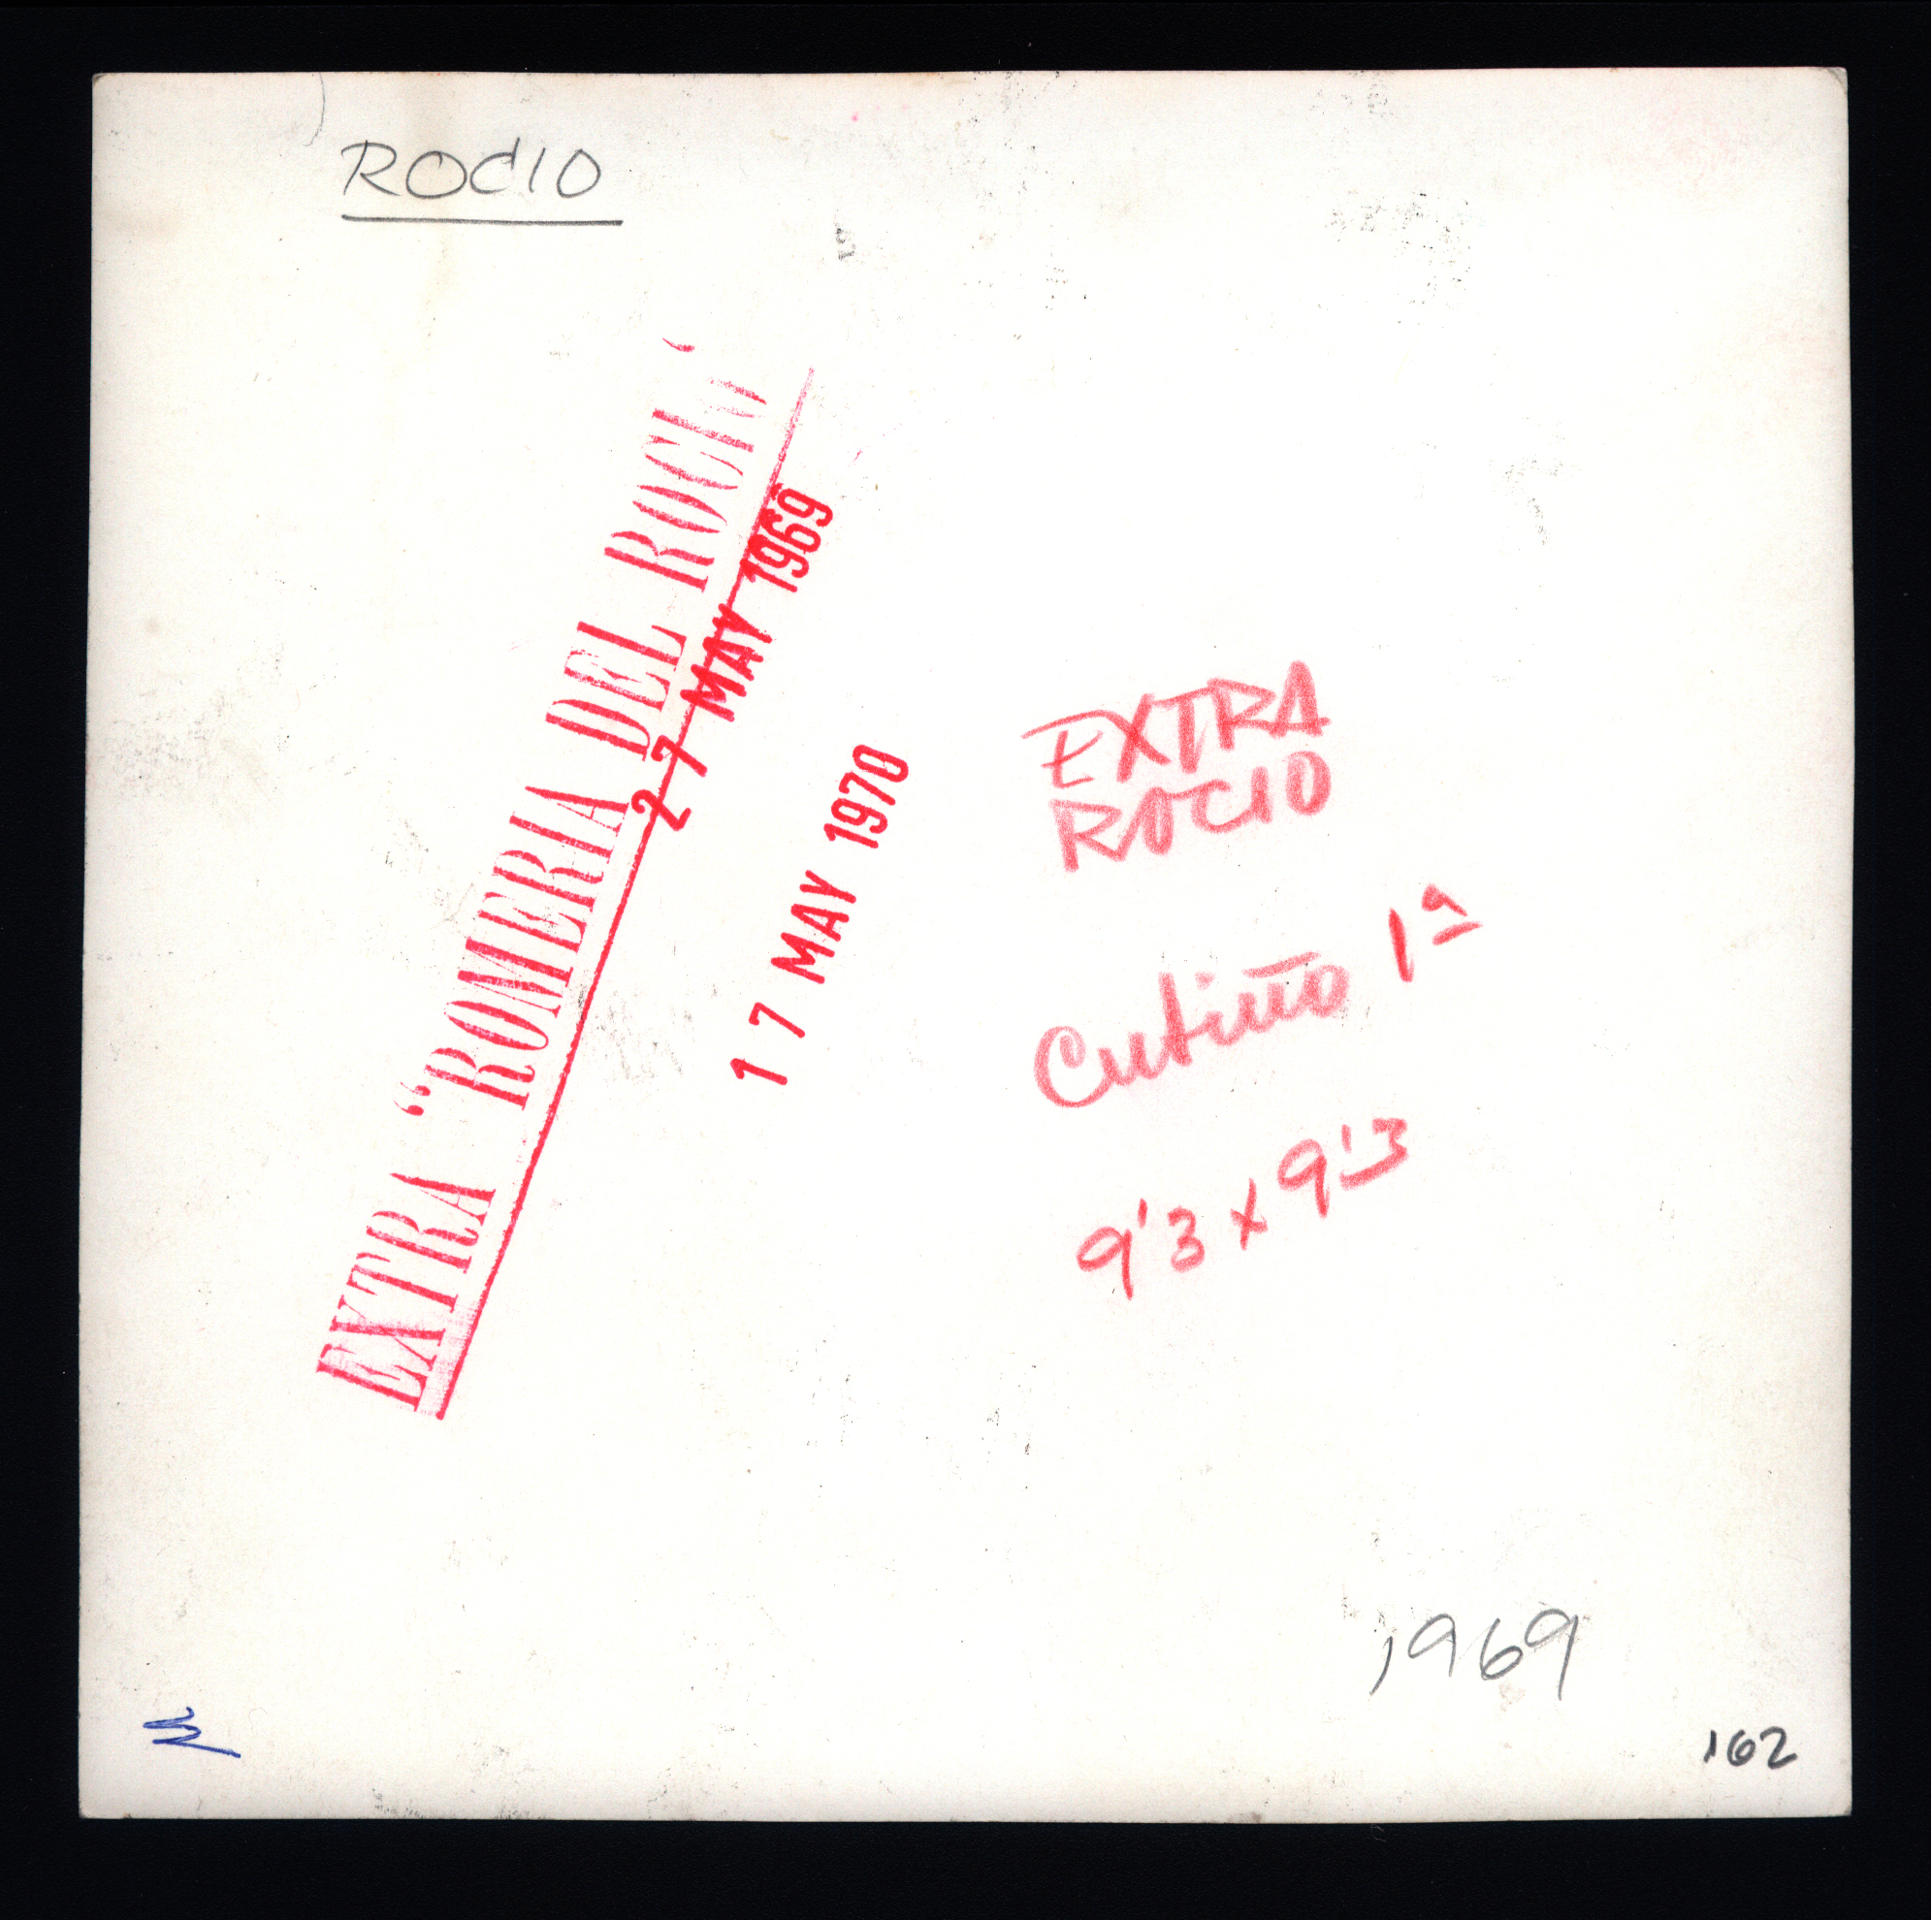 ROCIO
EXTRA "ROMERIA DEL ROCIO"
27 MAY 1969
17 MAY 1970
EXTRA
ROCIO
Cutiño 1ª
9'3 x 9'3
1969
162